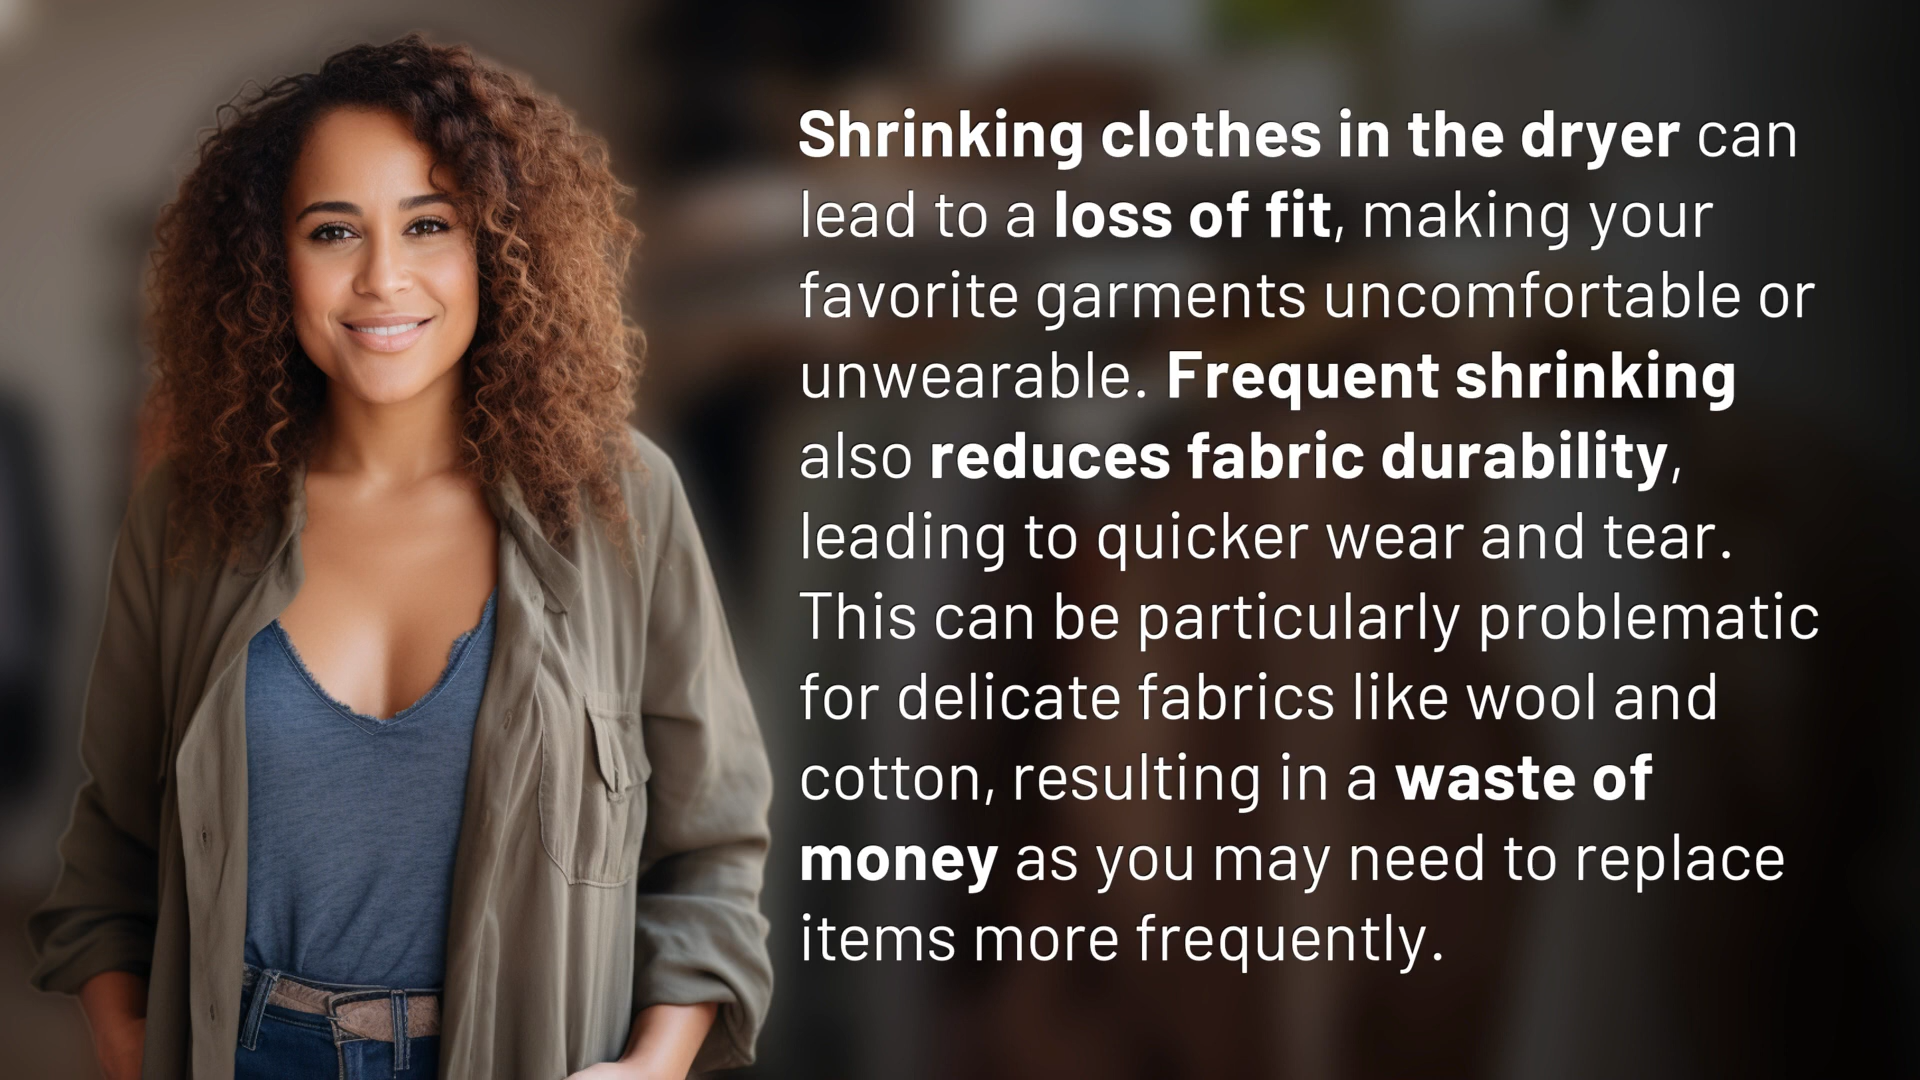 Shrinking clothes in the dryer can
lead to a loss of fit, making your
favorite garments uncomfortable or
unwearable. Frequent shrinking
also reduces fabric durability,
leading to quicker wear and tear.
This can be particularly problematic
for delicate fabrics like wool and
cotton, resulting in a waste of
money as you may need to replace
items more frequently.